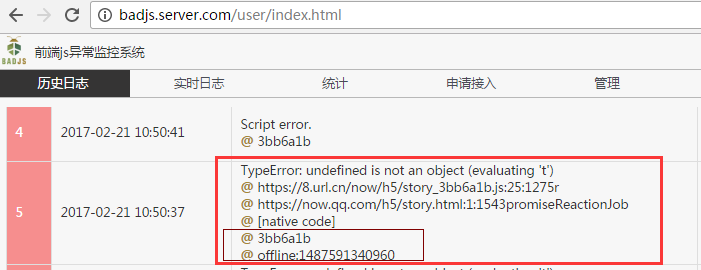 badjs.server.com/user/index.html
BADJS 前端js异常监控系统
历史日志 实时日志 统计 申请接入 管理
4 2017-02-21 10:50:41 Script error.
@ 3bb6a1b
TypeError: undefined is not an object (evaluating 't')
@ https://8.url.cn/now/h5/story_3bb6a1b.js:25:1275r
@ https://now.qq.com/h5/story.html:1:1543promiseReactionJob
5 2017-02-21 10:50:37 @ [native code]
@ 3bb6a1b
@ offline:1487591340960